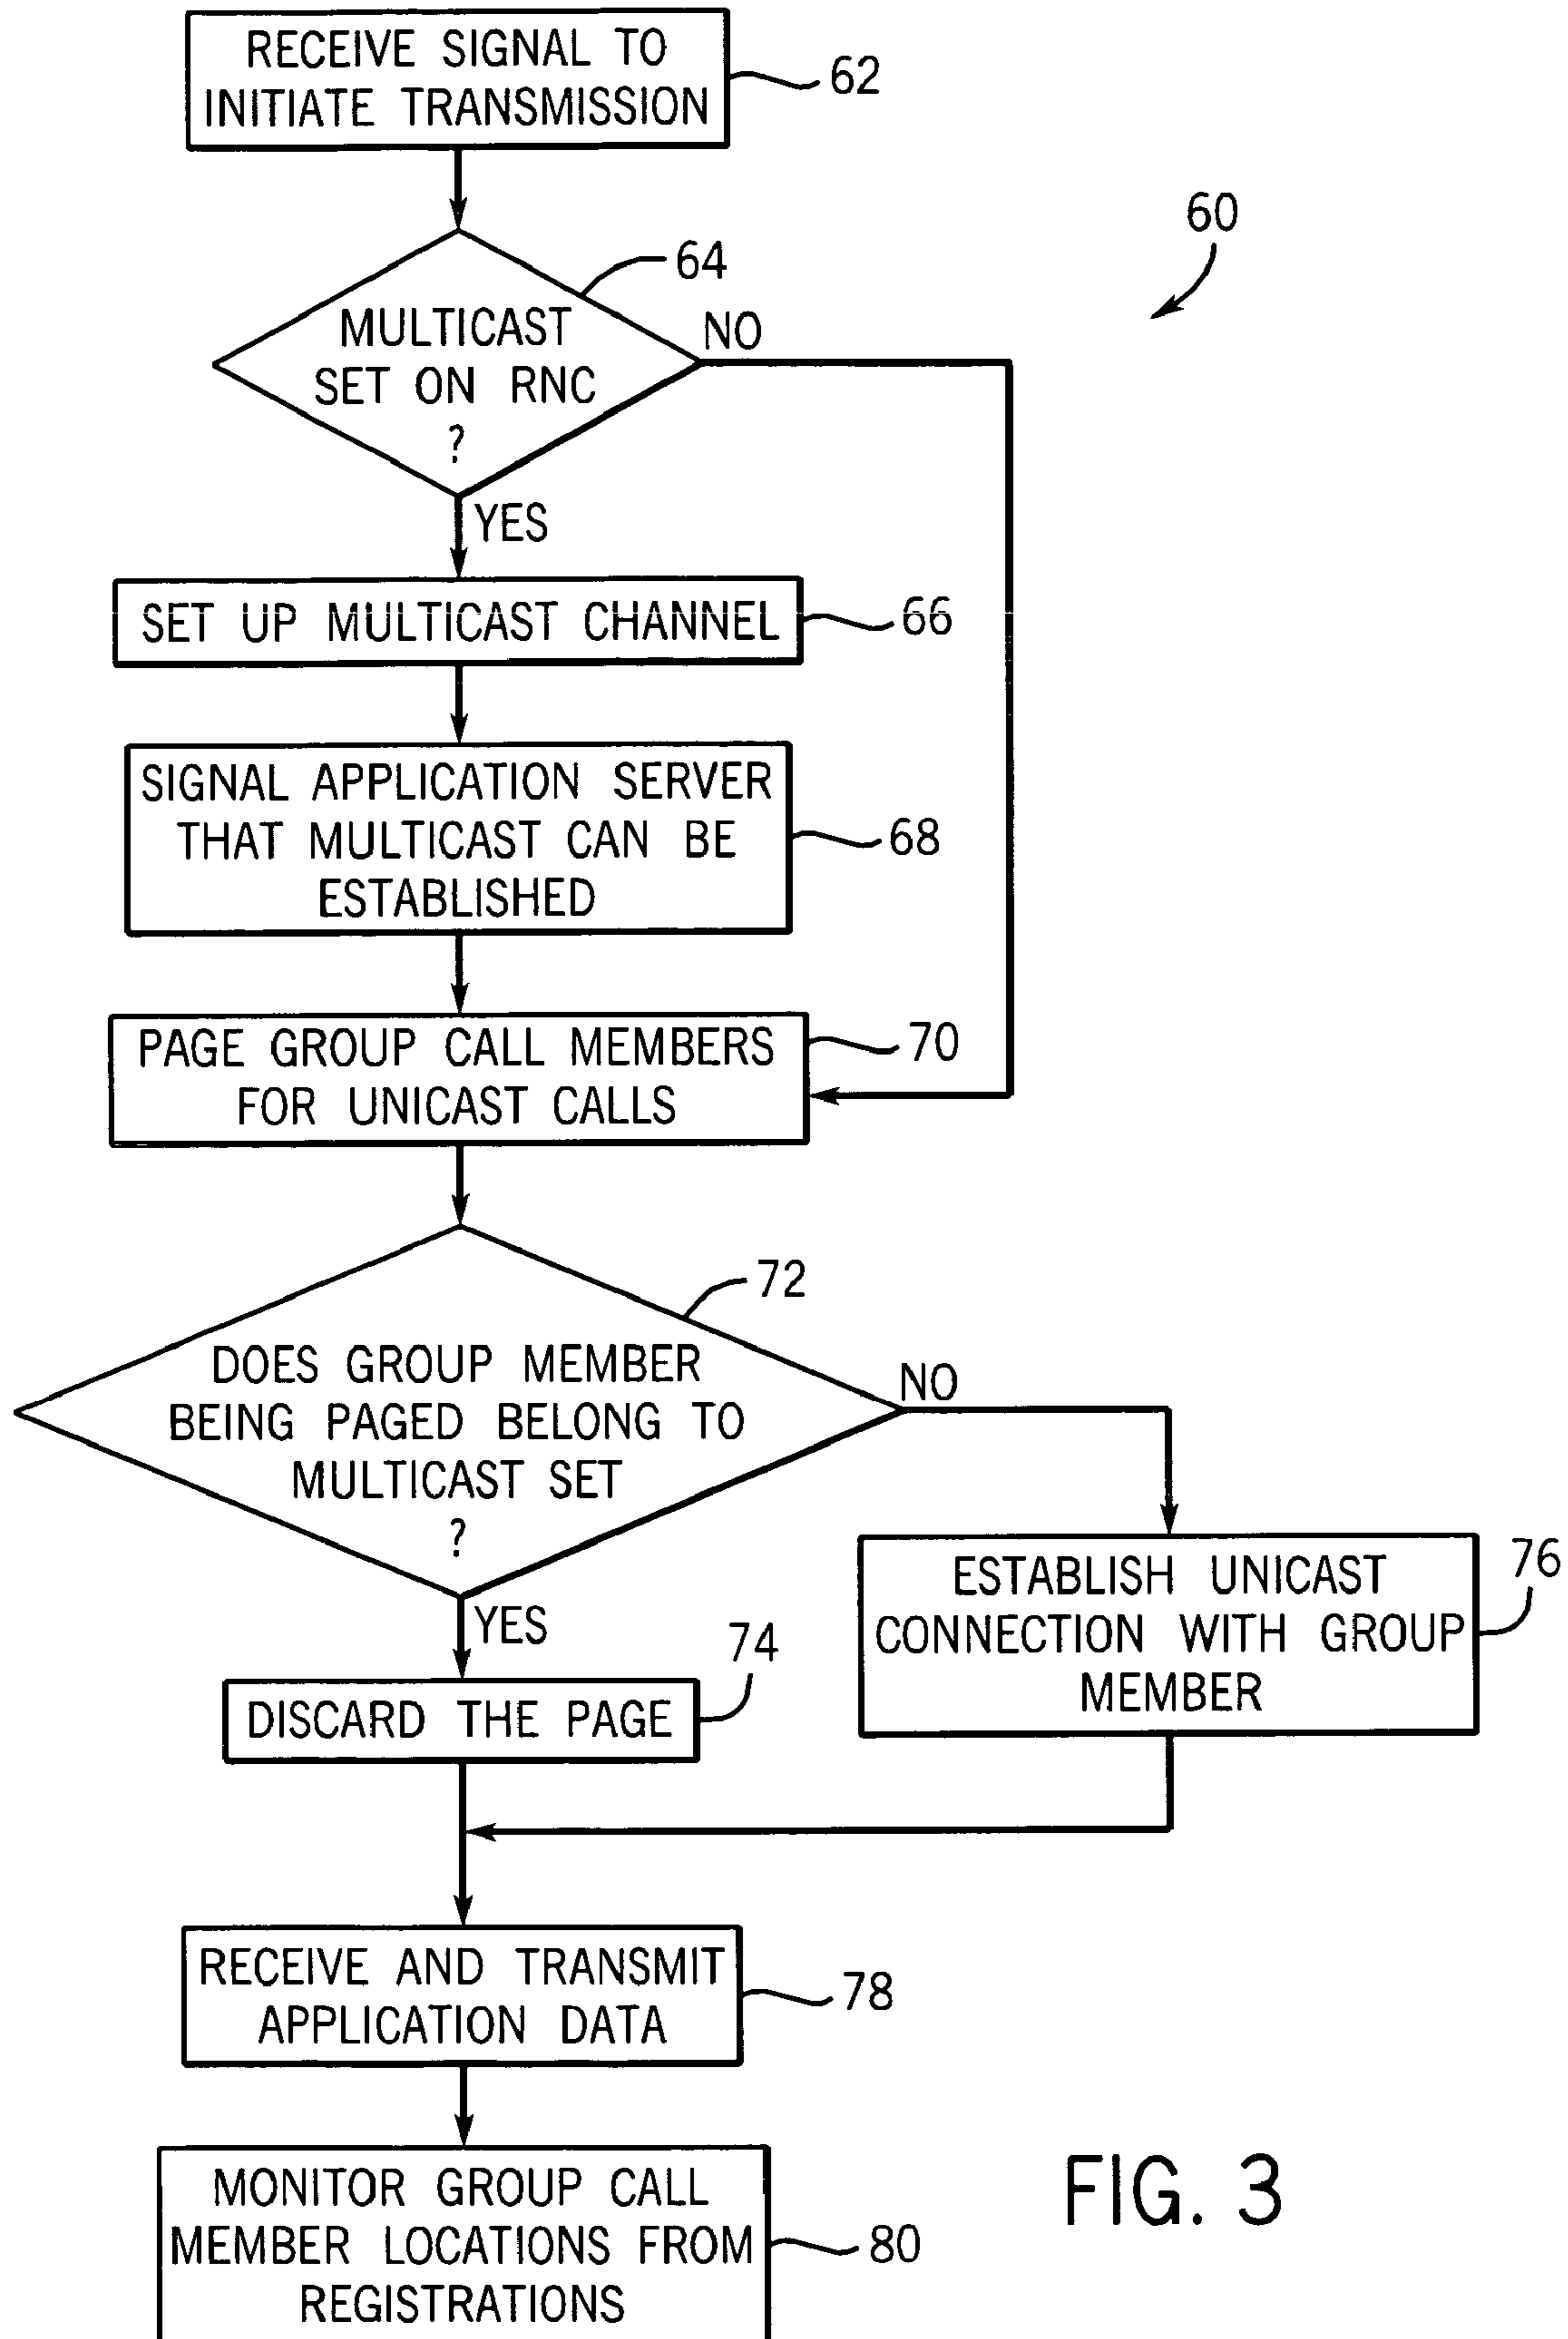 RECEIVE SIGNAL TO
INITIATE TRANSMISSION
62
60
64
MULTICAST
SET ON RNC
?
NO
YES
SET UP MULTICAST CHANNEL
66
SIGNAL APPLICATION SERVER
THAT MULTICAST CAN BE
ESTABLISHED
68
PAGE GROUP CALL MEMBERS
FOR UNICAST CALLS
70
72
DOES GROUP MEMBER
BEING PAGED BELONG TO
MULTICAST SET
?
NO
YES
ESTABLISH UNICAST
CONNECTION WITH GROUP
MEMBER
76
74
DISCARD THE PAGE
RECEIVE AND TRANSMIT
APPLICATION DATA
78
MONITOR GROUP CALL
MEMBER LOCATIONS FROM
REGISTRATIONS
80
FIG. 3